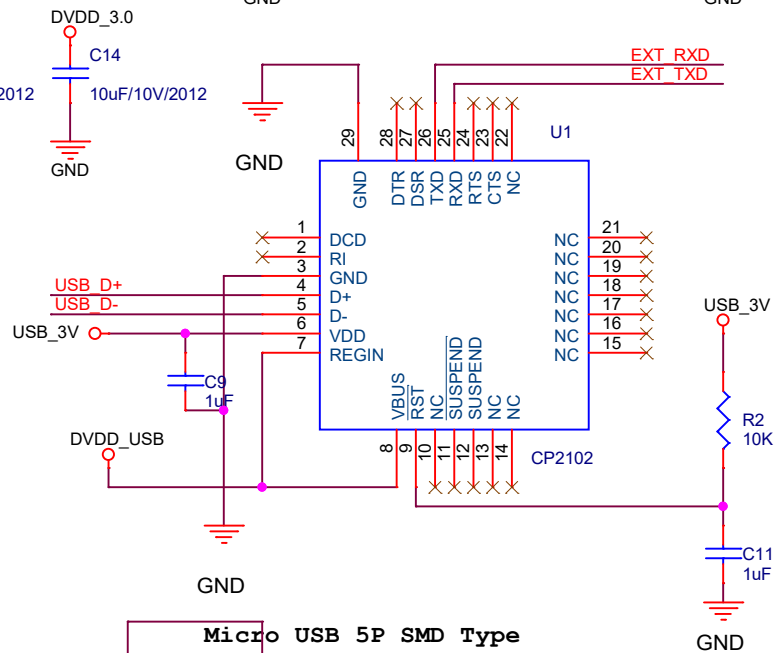 GND
GND
DVDD_3.0
C14
2012
10uF/10V/2012
GND
EXT_RXD
EXT_TXD
GND
29
28
27
26
25
24
23
22
U1
GND
DTR
DSR
TXD
RXD
RTS
CTS
NC
1 DCD
2 RI
3 GND
USB_D+ 4 D+
USB_D- 5 D-
USB_3V 6 VDD
7 REGIN
NC 21
NC 20
NC 19
NC 18
NC 17
NC 16
NC 15
USB_3V
C9
1uF
R2
10K
VBUS
RST
NC
SUSPEND
SUSPEND
NC
NC
DVDD_USB
8
9
10
11
12
13
14
CP2102
C11
1uF
GND
GND
Micro USB 5P SMD Type